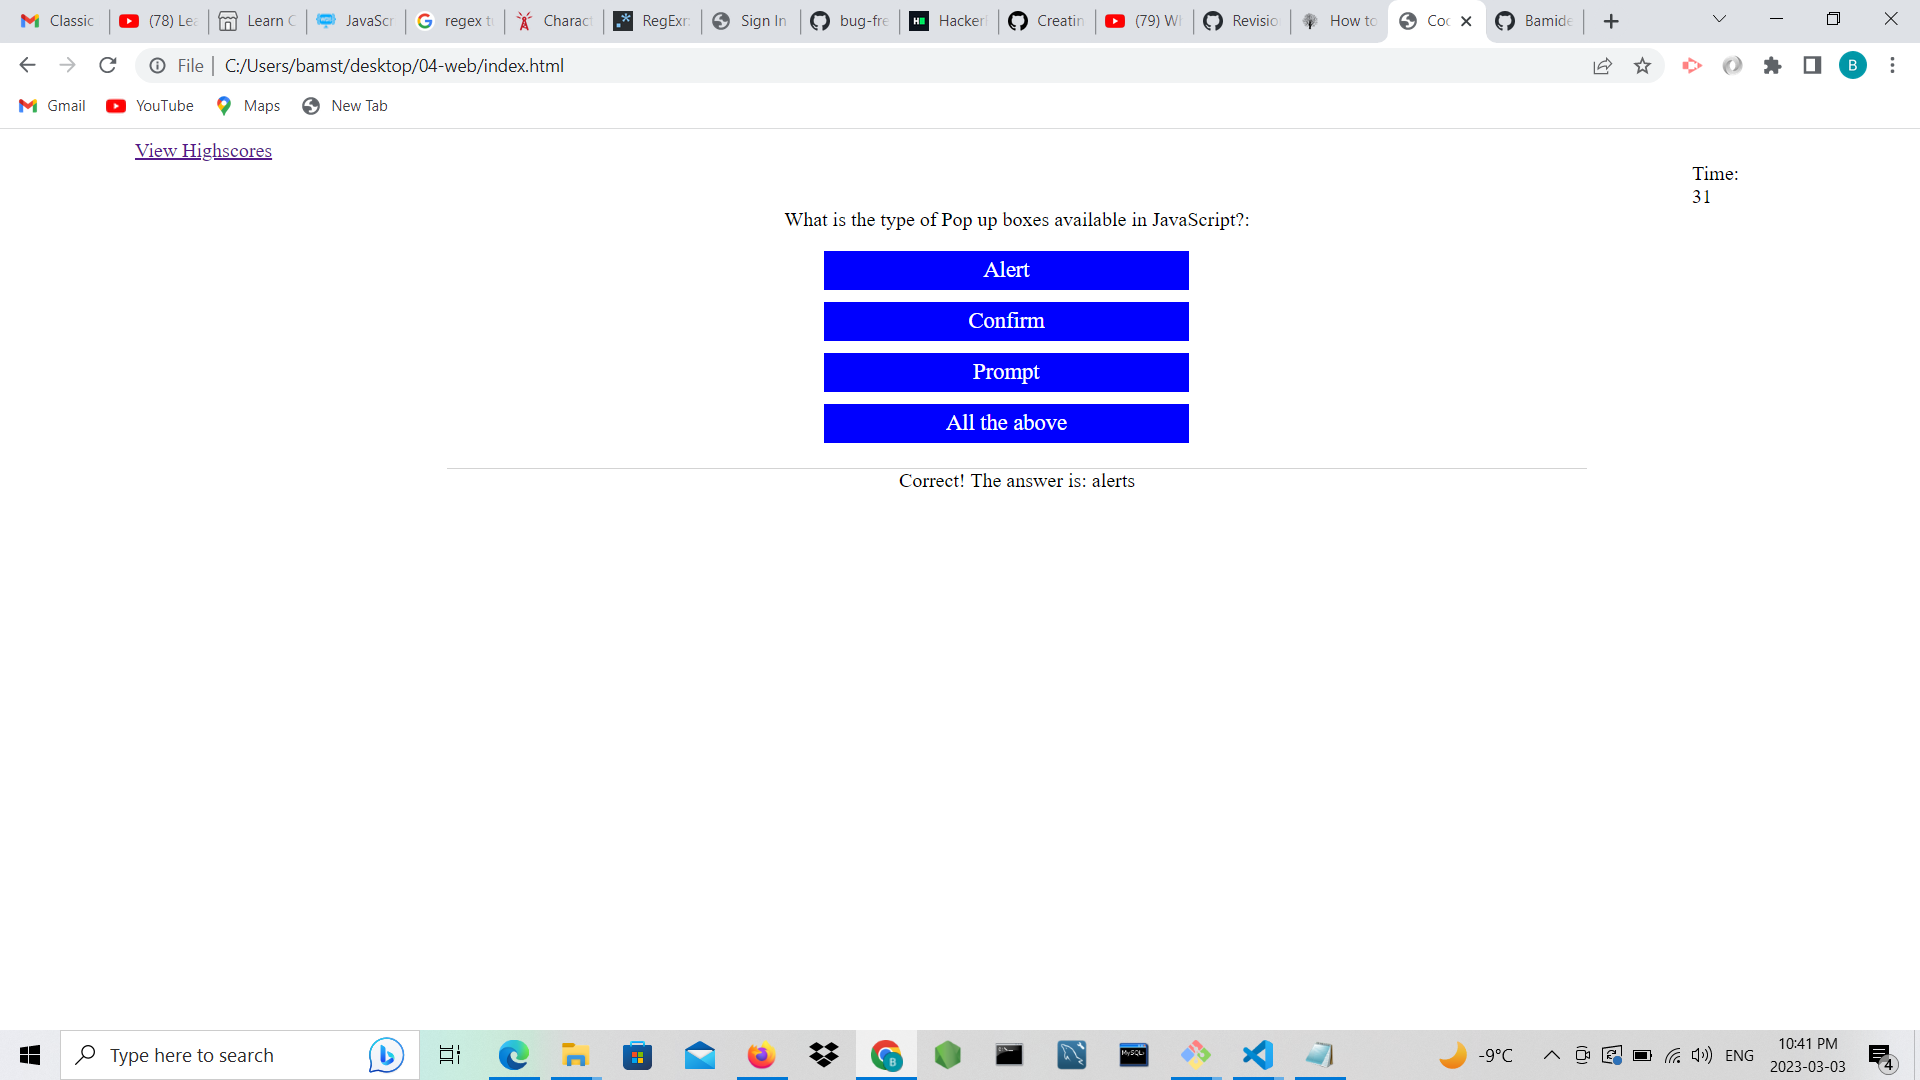 Classic
(78) Lea
Learn C
JavaScr
regex tu
Charact
RegExr:
Sign In
bug-fre
HackerR
Creatin
(79) Wh
Revisio
How to
Coc
Bamide
File
C:/Users/bamst/desktop/04-web/index.html
B
Gmail
YouTube
Maps
New Tab
View Highscores
Time:
31
What is the type of Pop up boxes available in JavaScript?:
Alert
Confirm
Prompt
All the above
Correct! The answer is: alerts
Type here to search
-9°C
ENG
10:41 PM
2023-03-03
4